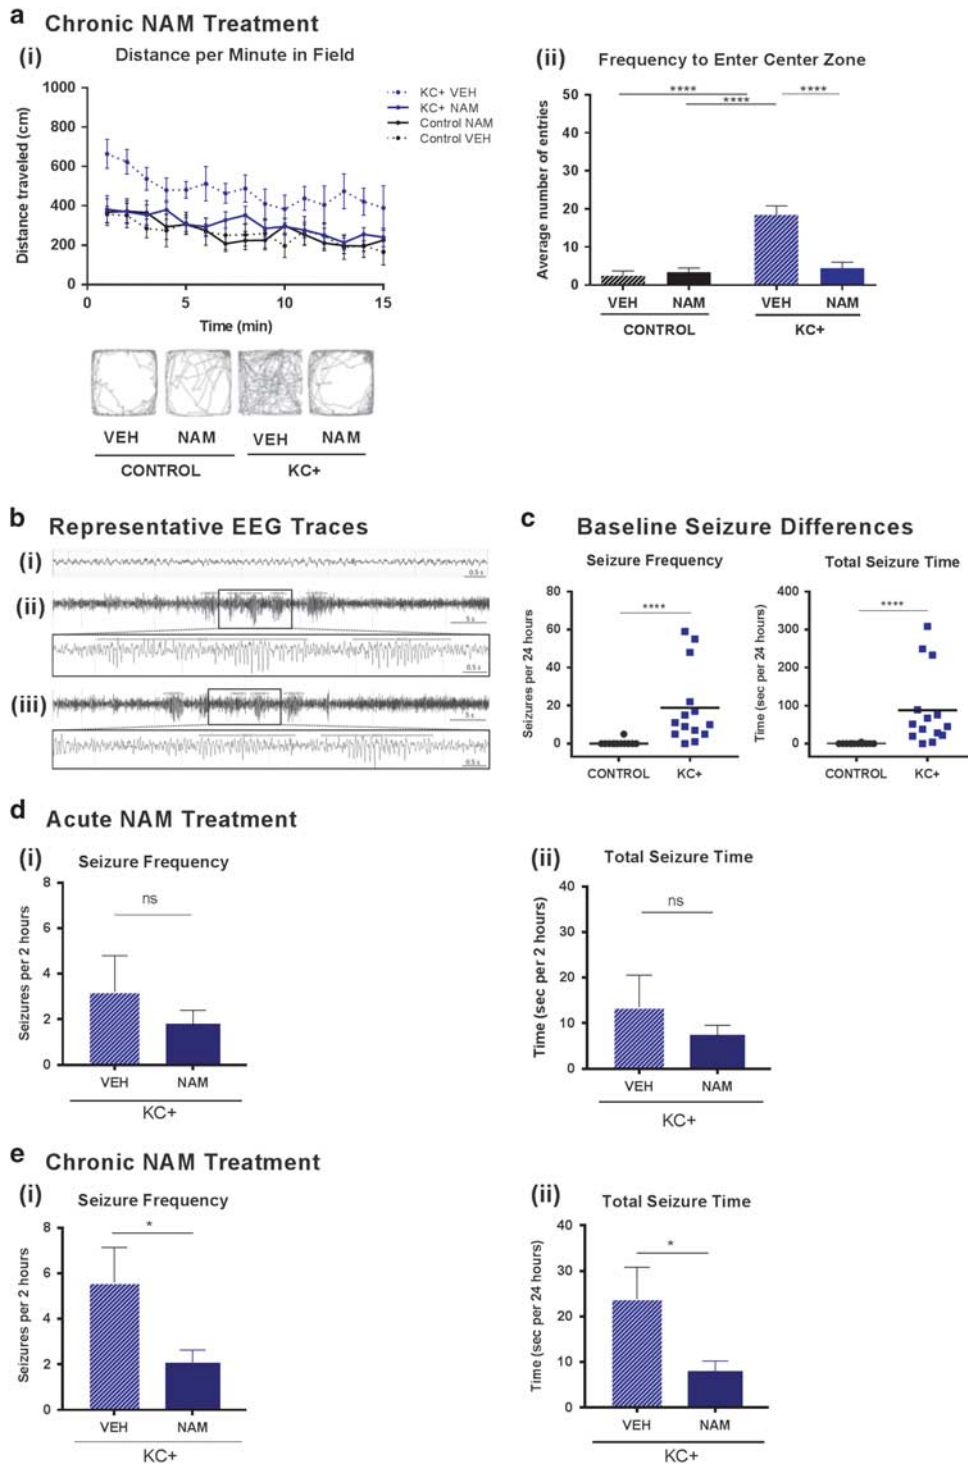 a Chronic NAM Treatment
(i) Distance per Minute in Field
Distance traveled (cm)
1000
800
600
400
200
0
0 5 10 15
Time (min)
KC+ VEH
KC+ NAM
Control NAM
Control VEH
VEH NAM VEH NAM
CONTROL KC+
(ii) Frequency to Enter Center Zone
Average number of entries
50
40
30
20
10
0
**** **** ****
VEH NAM VEH NAM
CONTROL KC+
b Representative EEG Traces
(i)
0.5 s
(ii)
5 s
0.5 s
(iii)
5 s
0.5 s
c Baseline Seizure Differences
Seizure Frequency
Seizures per 24 hours
80
60
40
20
0
****
CONTROL KC+
Total Seizure Time
Time (sec per 24 hours)
400
300
200
100
0
****
CONTROL KC+
d Acute NAM Treatment
(i) Seizure Frequency
Seizures per 2 hours
8
6
4
2
0
ns
VEH NAM
KC+
(ii) Total Seizure Time
Time (sec per 2 hours)
40
30
20
10
0
ns
VEH NAM
KC+
e Chronic NAM Treatment
(i) Seizure Frequency
Seizures per 2 hours
8
6
4
2
0
*
VEH NAM
KC+
(ii) Total Seizure Time
Time (sec per 24 hours)
40
30
20
10
0
*
VEH NAM
KC+